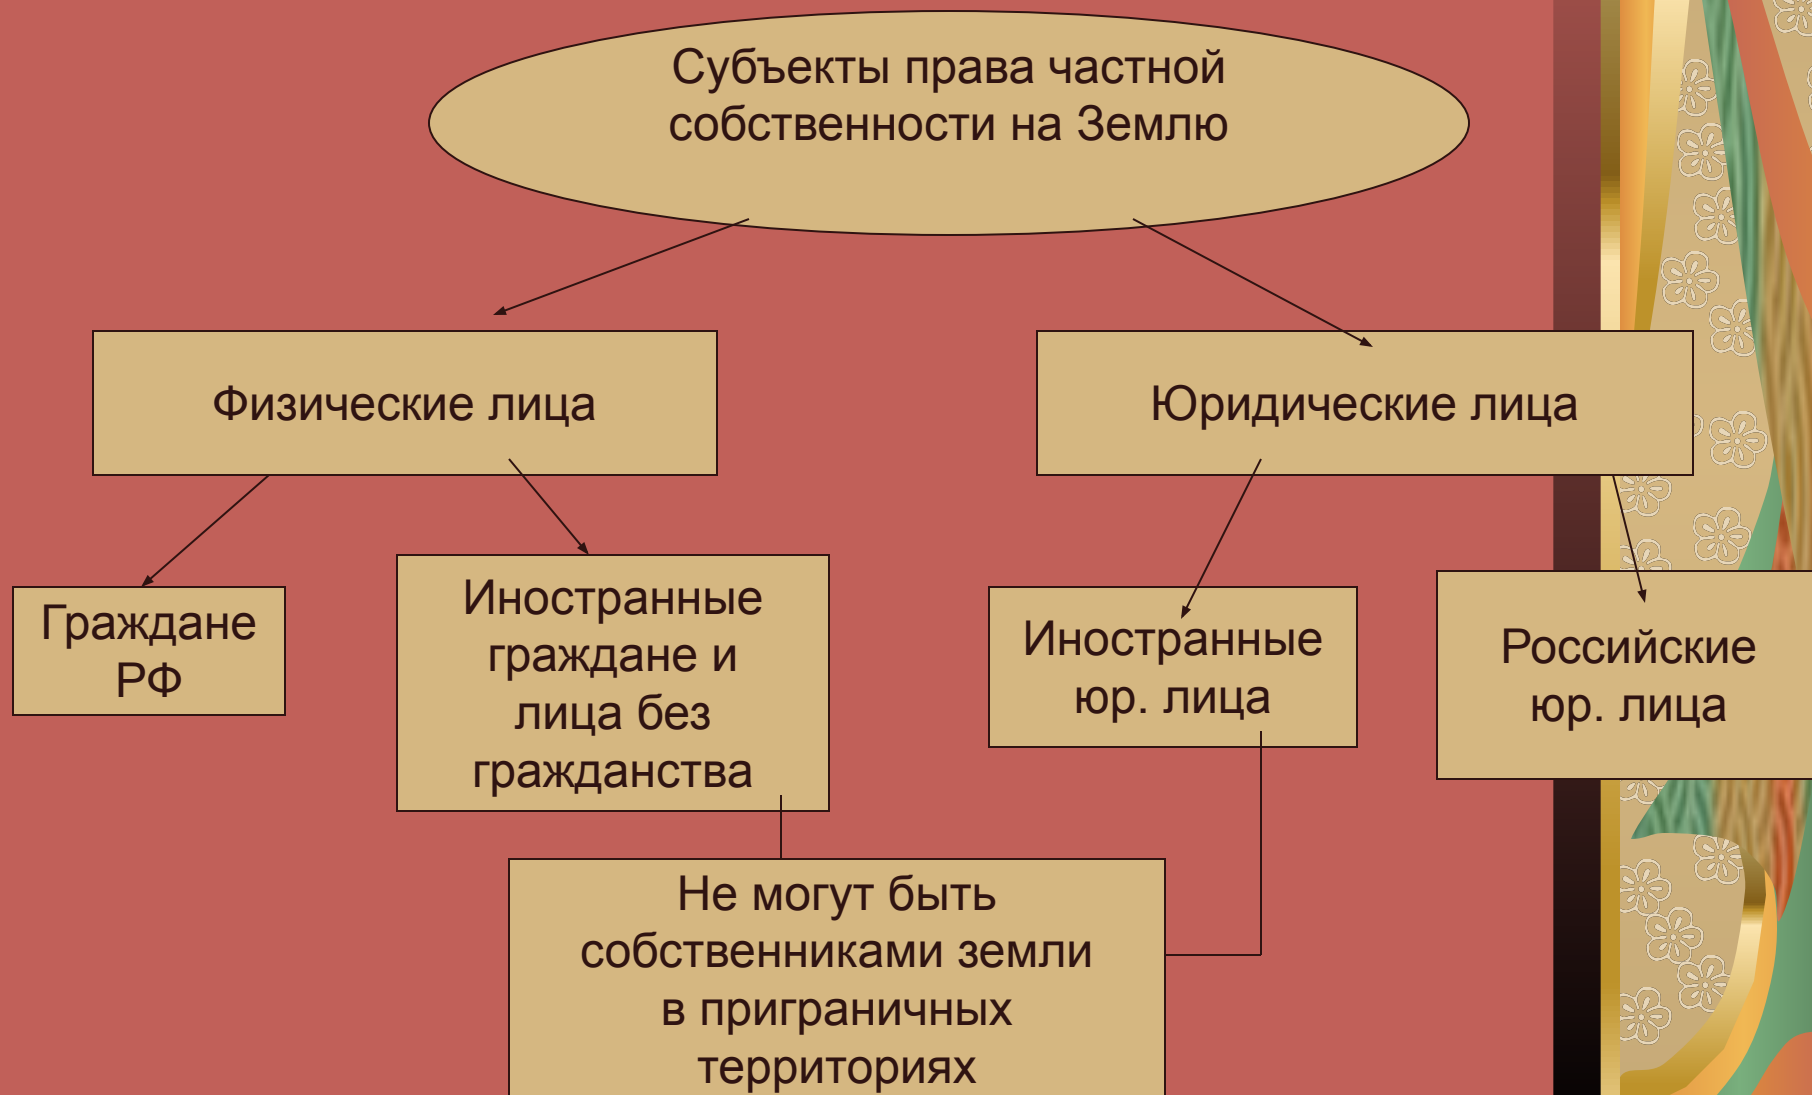 Субъекты права частной
собственности на Землю
Физические лица
Юридические лица
Граждане
РФ
Иностранные
граждане и
лица без
гражданства
Иностранные
юр. лица
Российские
юр. лица
Не могут быть
собственниками земли
в приграничных
территориях